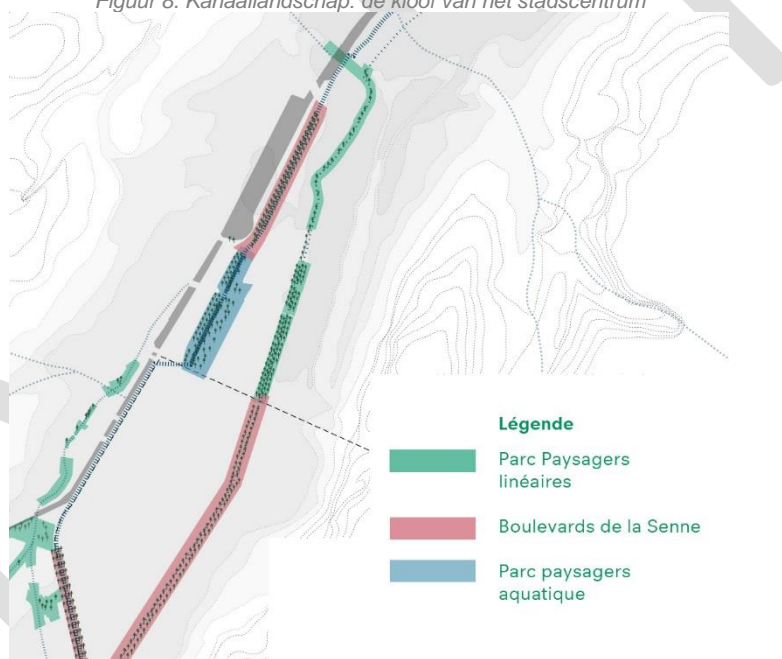 Figuur 8. Kanaallandschap: de kloof van het stadscentrum
Légende
Parc Paysagers
linéaires
Boulevards de la Senne
Parc paysagers
aquatique